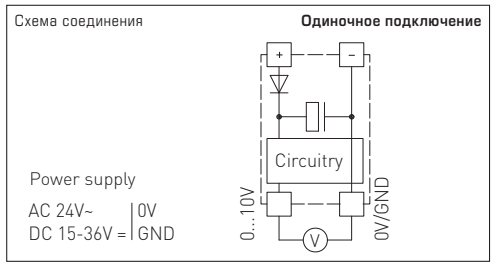 Схема соединения
Одиночное подключение
+ −
Circuitry
Power supply
AC 24V~ 0V
DC 15-36V = GND
0...10V
0V/GND
V